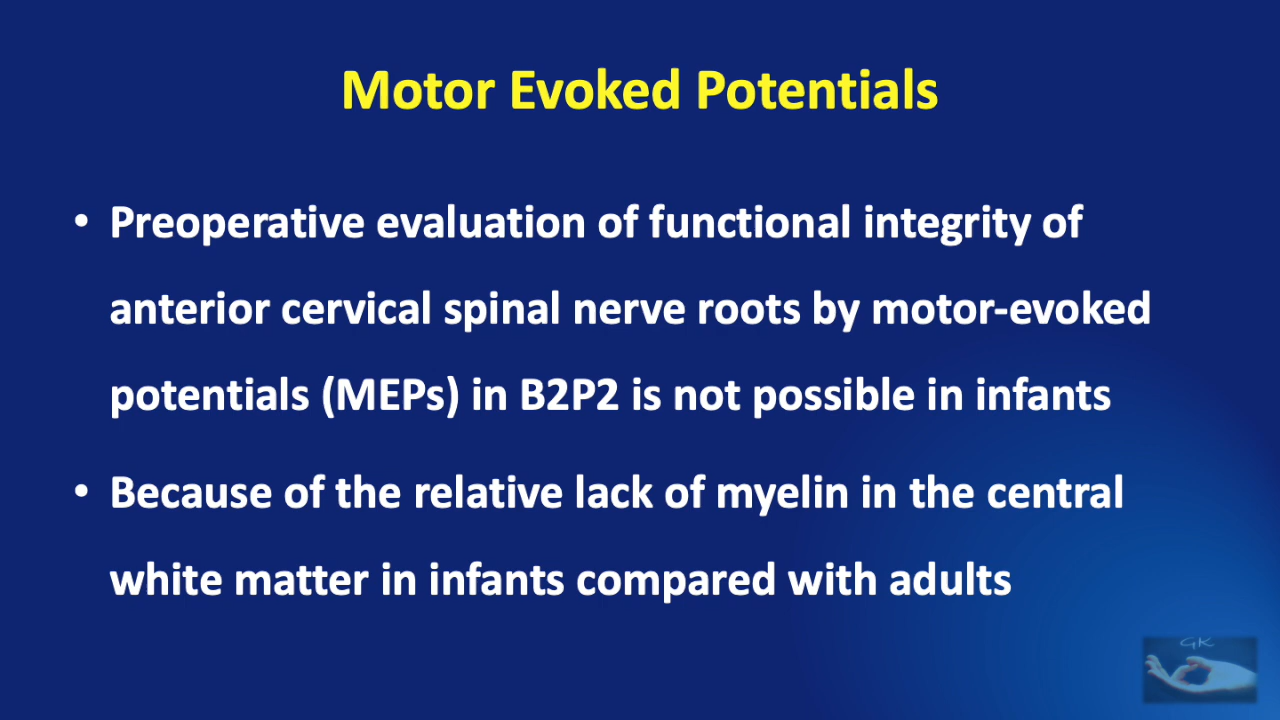 Motor Evoked Potentials
• Preoperative evaluation of functional integrity of
anterior cervical spinal nerve roots by motor-evoked
potentials (MEPs) in B2P2 is not possible in infants
• Because of the relative lack of myelin in the central
white matter in infants compared with adults
GK